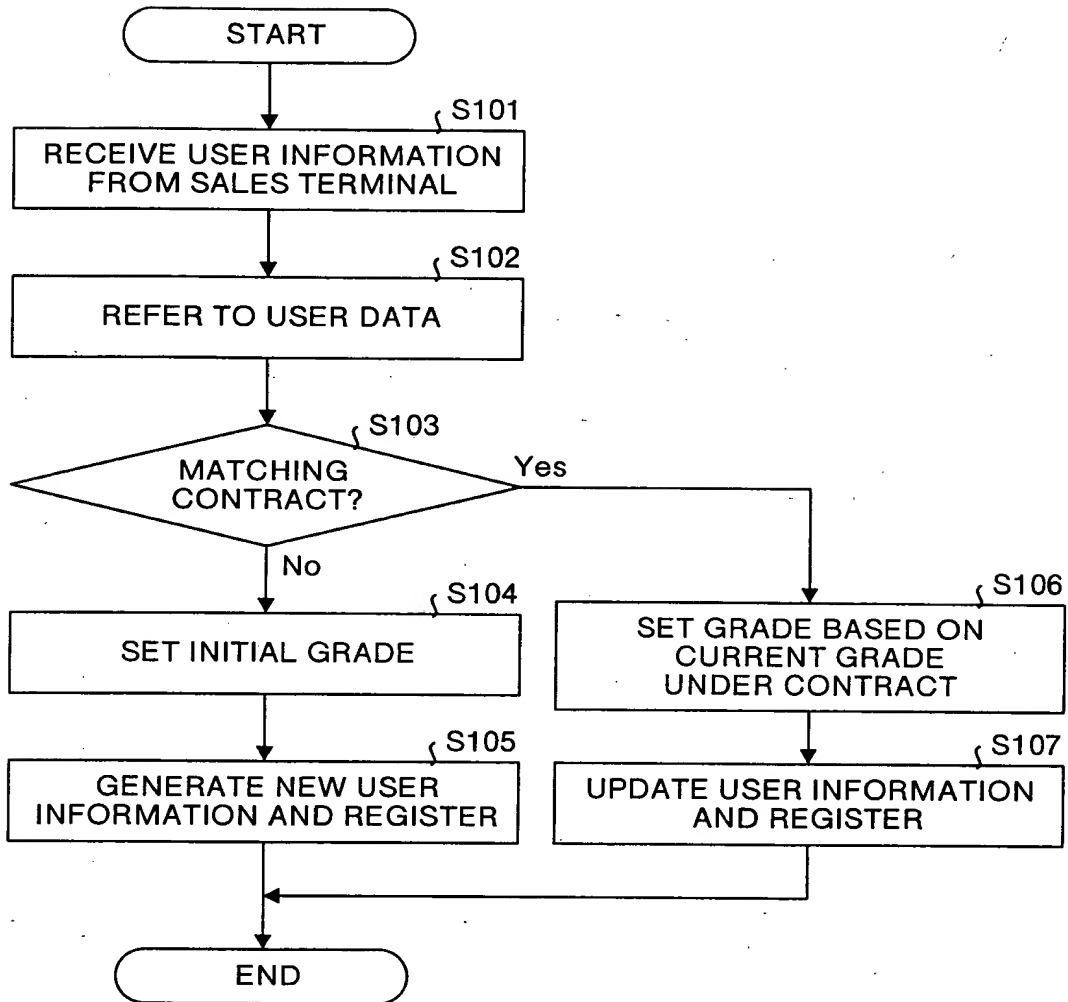 START
S101
RECEIVE USER INFORMATION
FROM SALES TERMINAL
S102
REFER TO USER DATA
S103
MATCHING
CONTRACT?
Yes
No
S104
SET INITIAL GRADE
S105
GENERATE NEW USER
INFORMATION AND REGISTER
S106
SET GRADE BASED ON
CURRENT GRADE
UNDER CONTRACT
S107
UPDATE USER INFORMATION
AND REGISTER
END